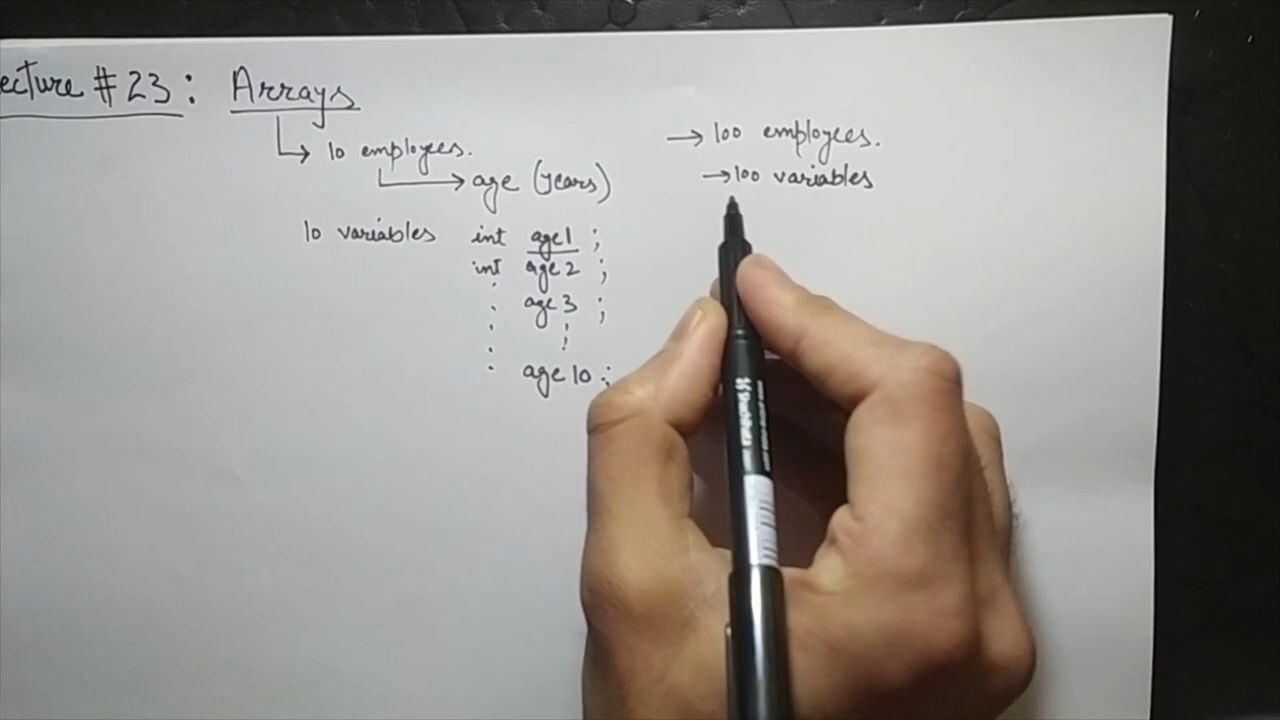 ecture #23: Arrays
10 employees.
age (years)
10 variables int age1 ;
int age2 ;
age3 ;
age10 ;
→ 100 employees.
→ 100 variables